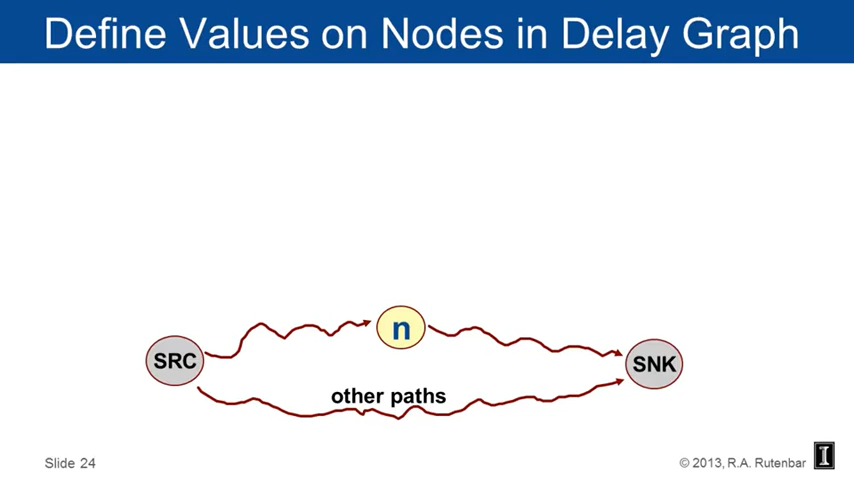 Define Values on Nodes in Delay Graph
n
SRC
SNK
other paths
Slide 24
© 2013, R.A. Rutenbar
I